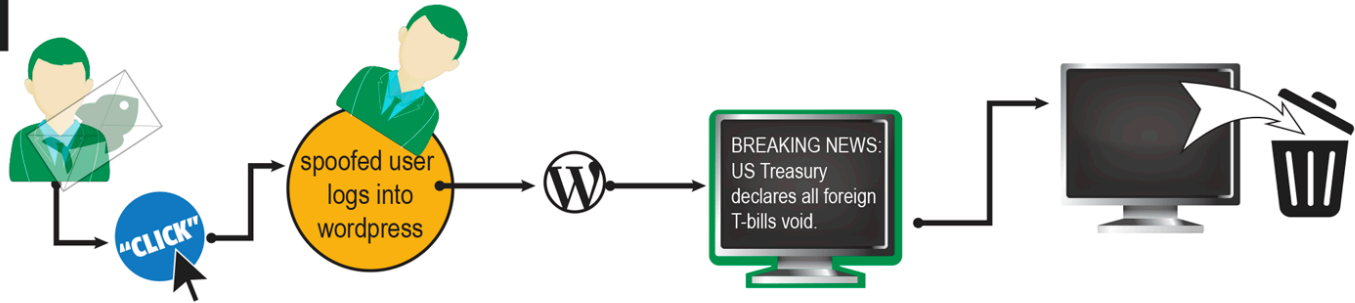 "CLICK"
spoofed user
logs into
wordpress
W
BREAKING NEWS:
US Treasury
declares all foreign
T-bills void.